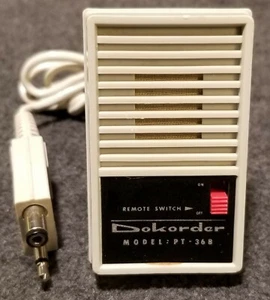 ON
REMOTE SWITCH
OFF
Dokorder
MODEL: PT-36B